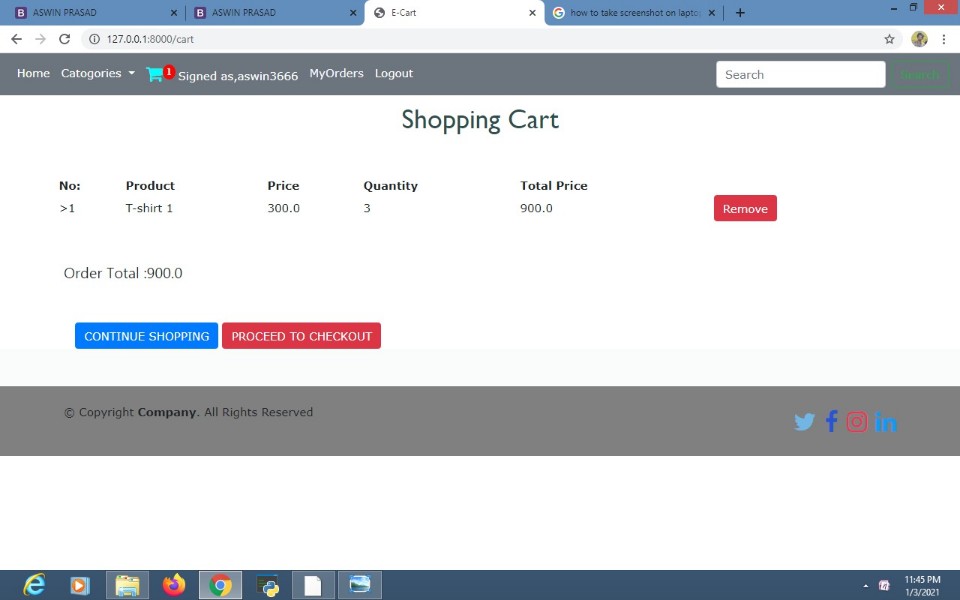 ASWIN PRASAD
ASWIN PRASAD
E-Cart
how to take screenshot on lapto
127.0.0.1:8000/cart
Home Catogories 1 Signed as,aswin3666 MyOrders Logout Search Search
Shopping Cart
No: Product Price Quantity Total Price
>1 T-shirt 1 300.0 3 900.0 Remove
Order Total :900.0
CONTINUE SHOPPING PROCEED TO CHECKOUT
© Copyright Company. All Rights Reserved
11:45 PM
1/3/2021